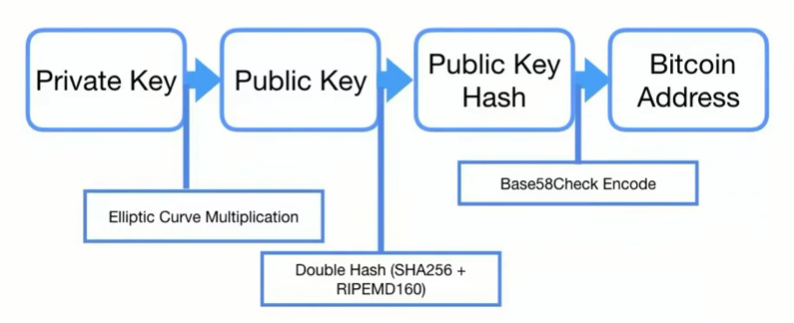 Private Key
Public Key
Public Key
Hash
Bitcoin
Address
Elliptic Curve Multiplication
Base58Check Encode
Double Hash (SHA256 +
RIPEMD160)